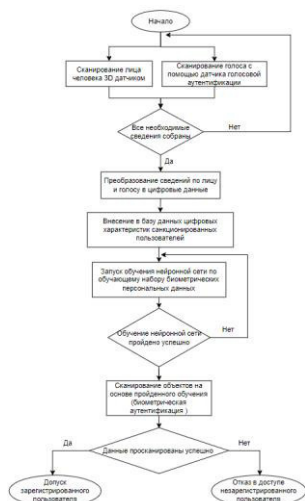 Начало
Сканирование лица
человека 3D датчиком
Сканирование голоса с
помощью датчика голосовой
аутентификации
Все необходимые
сведения собраны
Нет
Да
Преобразование сведений по лицу
и голосу в цифровые данные
Внесение в базу данных цифровых
характеристик санкционированных
пользователей
Запуск обучения нейронной сети по
обучающему набору биометрических
персональных данных
Обучение нейронной сети
пройдено успешно
Нет
Сканирование объектов на
основе пройденного обучения
(биометрическая
аутентификация )
Да
Данные просканированы успешно
Нет
Допуск
зарегистрированного
пользователя
Отказ в доступе
незарегистрированного
пользователя